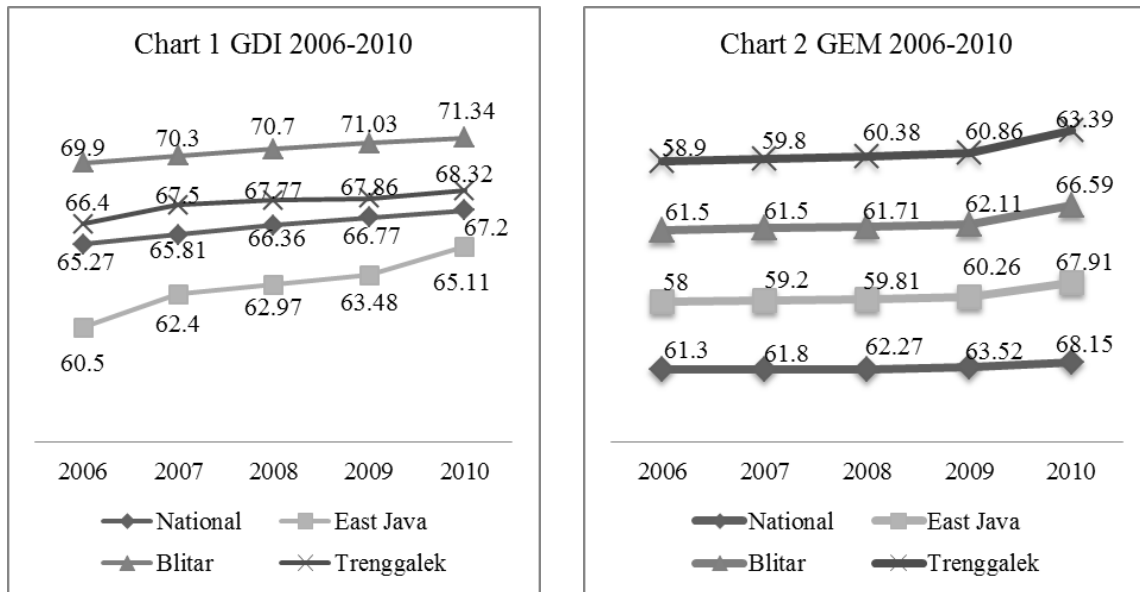 Chart 1 GDI 2006-2010
69.9 70.3 70.7 71.03 71.34
66.4 67.5 67.77 67.86 68.32
65.27 65.81 66.36 66.77 67.2
60.5 62.4 62.97 63.48 65.11
2006 2007 2008 2009 2010
National East Java
Blitar Trenggalek
Chart 2 GEM 2006-2010
58.9 59.8 60.38 60.86 63.39
61.5 61.5 61.71 62.11 66.59
58 59.2 59.81 60.26 67.91
61.3 61.8 62.27 63.52 68.15
2006 2007 2008 2009 2010
National East Java
Blitar Trenggalek